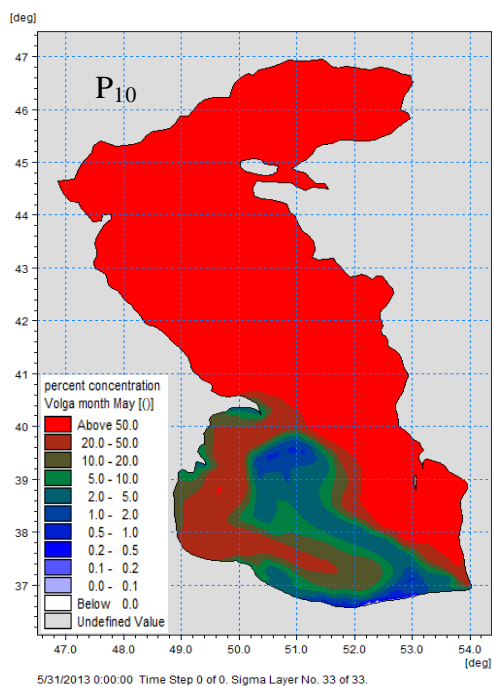 [deg]
47
P₁₀
46
45
44
43
42
41
percent concentration
Volga month May [()]
Above 50.0
20.0 - 50.0
10.0 - 20.0
5.0 - 10.0
2.0 - 5.0
1.0 - 2.0
0.5 - 1.0
0.2 - 0.5
0.1 - 0.2
0.0 - 0.1
Below 0.0
Undefined Value
40
39
38
37
47.0 48.0 49.0 50.0 51.0 52.0 53.0 54.0
[deg]
5/31/2013 0:00:00 Time Step 0 of 0. Sigma Layer No. 33 of 33.